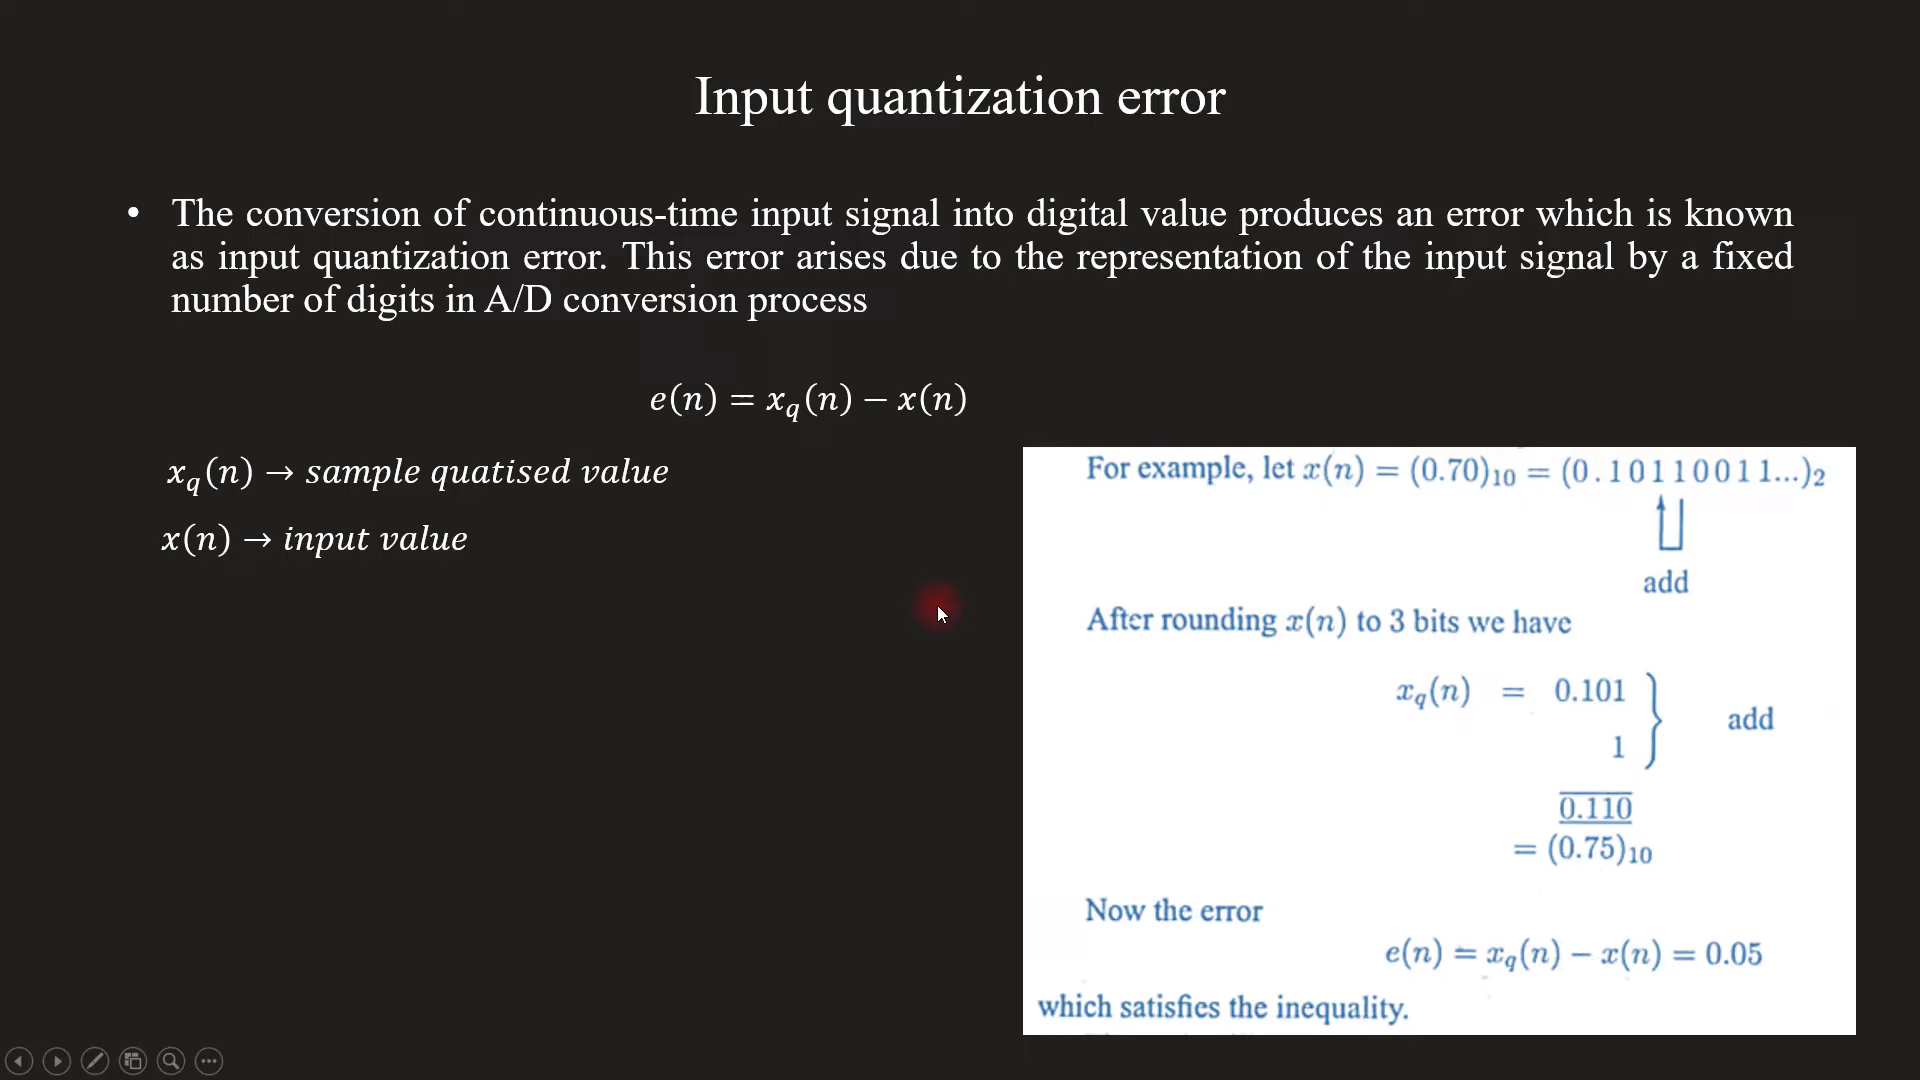 Input quantization error
• The conversion of continuous-time input signal into digital value produces an error which is known
as input quantization error. This error arises due to the representation of the input signal by a fixed
number of digits in A/D conversion process
e(n) = x_q(n) − x(n)
x_q(n) → sample quatised value
x(n) → input value
For example, let x(n) = (0.70)₁₀ = (0.10110011...)₂
add
After rounding x(n) to 3 bits we have
x_q(n) = 0.101
1
add
0.110
= (0.75)₁₀
Now the error
e(n) = x_q(n) − x(n) = 0.05
which satisfies the inequality.